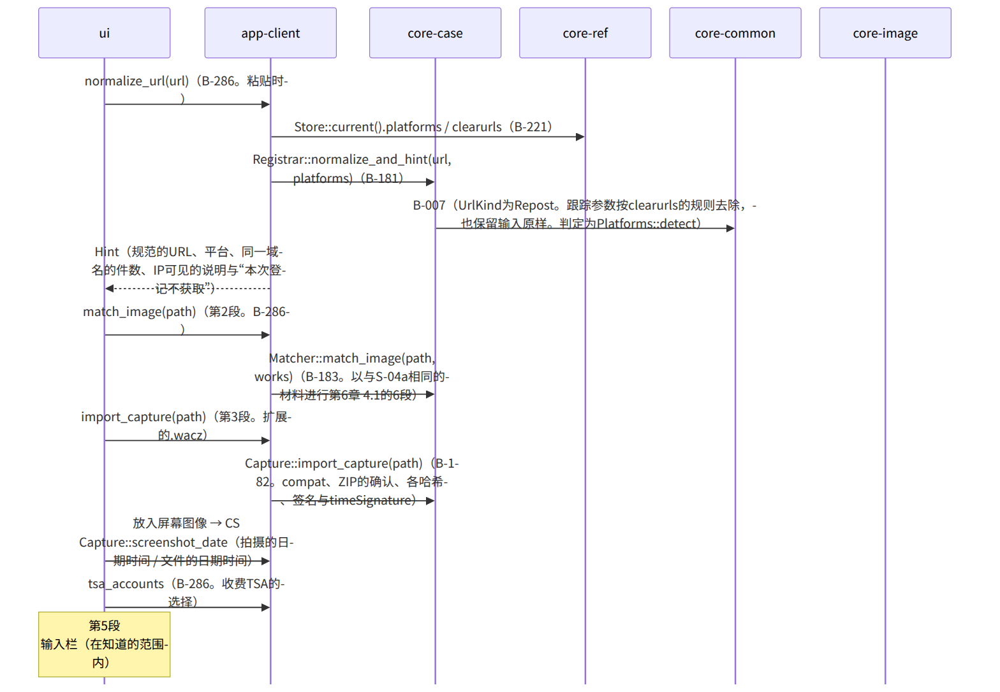 ui
app-client
core-case
core-ref
core-common
core-image
normalize_url(url)（B-286。粘贴时-
）
Store::current().platforms / clearurls（B-221）
Registrar::normalize_and_hint(url,
platforms)（B-181）
B-007（UrlKind为Repost。跟踪参数按clearurls的规则去除，-
也保留输入原样。判定为Platforms::detect）
Hint（规范的URL、平台、同一域-
名的件数、IP可见的说明与“本次登-
记不获取”）
match_image(path)（第2段。B-286-
）
Matcher::match_image(path,
works)（B-183。以与S-04a相同的-
材料进行第6章 4.1的6段）
import_capture(path)（第3段。扩展-
的.wacz）
Capture::import_capture(path)（B-1-
82。compat、ZIP的确认、各哈希-
、签名与timeSignature）
放入屏幕图像 → CS
Capture::screenshot_date（拍摄的日-
期时间 / 文件的日期时间）
tsa_accounts（B-286。收费TSA的-
选择）
第5段
输入栏（在知道的范围-
内）